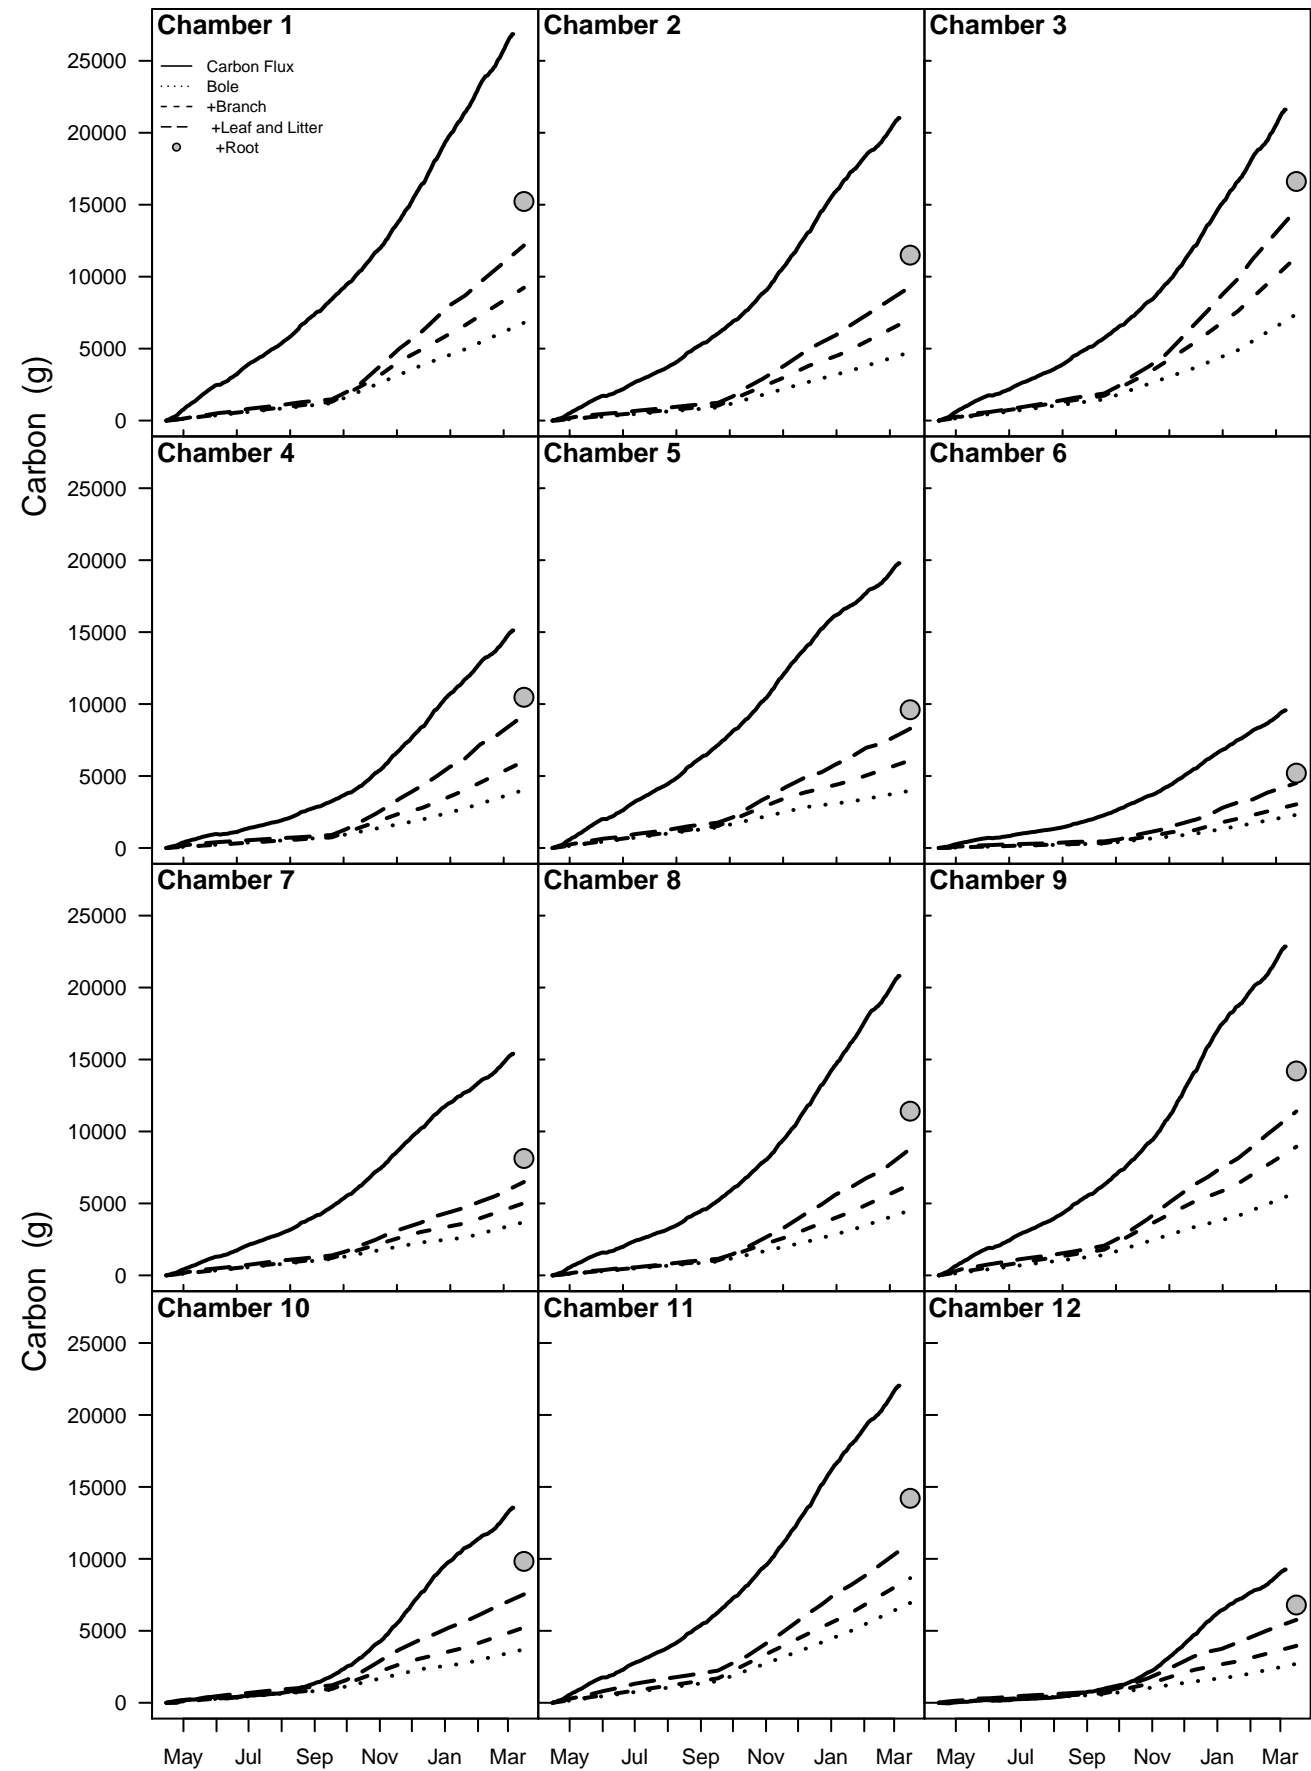 Chamber 1
Chamber 2
Chamber 3
25000
20000
15000
10000
5000
0
Carbon Flux
Bole
+Branch
+Leaf and Litter
+Root
Carbon (g)
Chamber 4
Chamber 5
Chamber 6
25000
20000
15000
10000
5000
0
Chamber 7
Chamber 8
Chamber 9
25000
20000
15000
10000
5000
0
Carbon (g)
Chamber 10
Chamber 11
Chamber 12
25000
20000
15000
10000
5000
0
May Jul Sep Nov Jan Mar
May Jul Sep Nov Jan Mar
May Jul Sep Nov Jan Mar